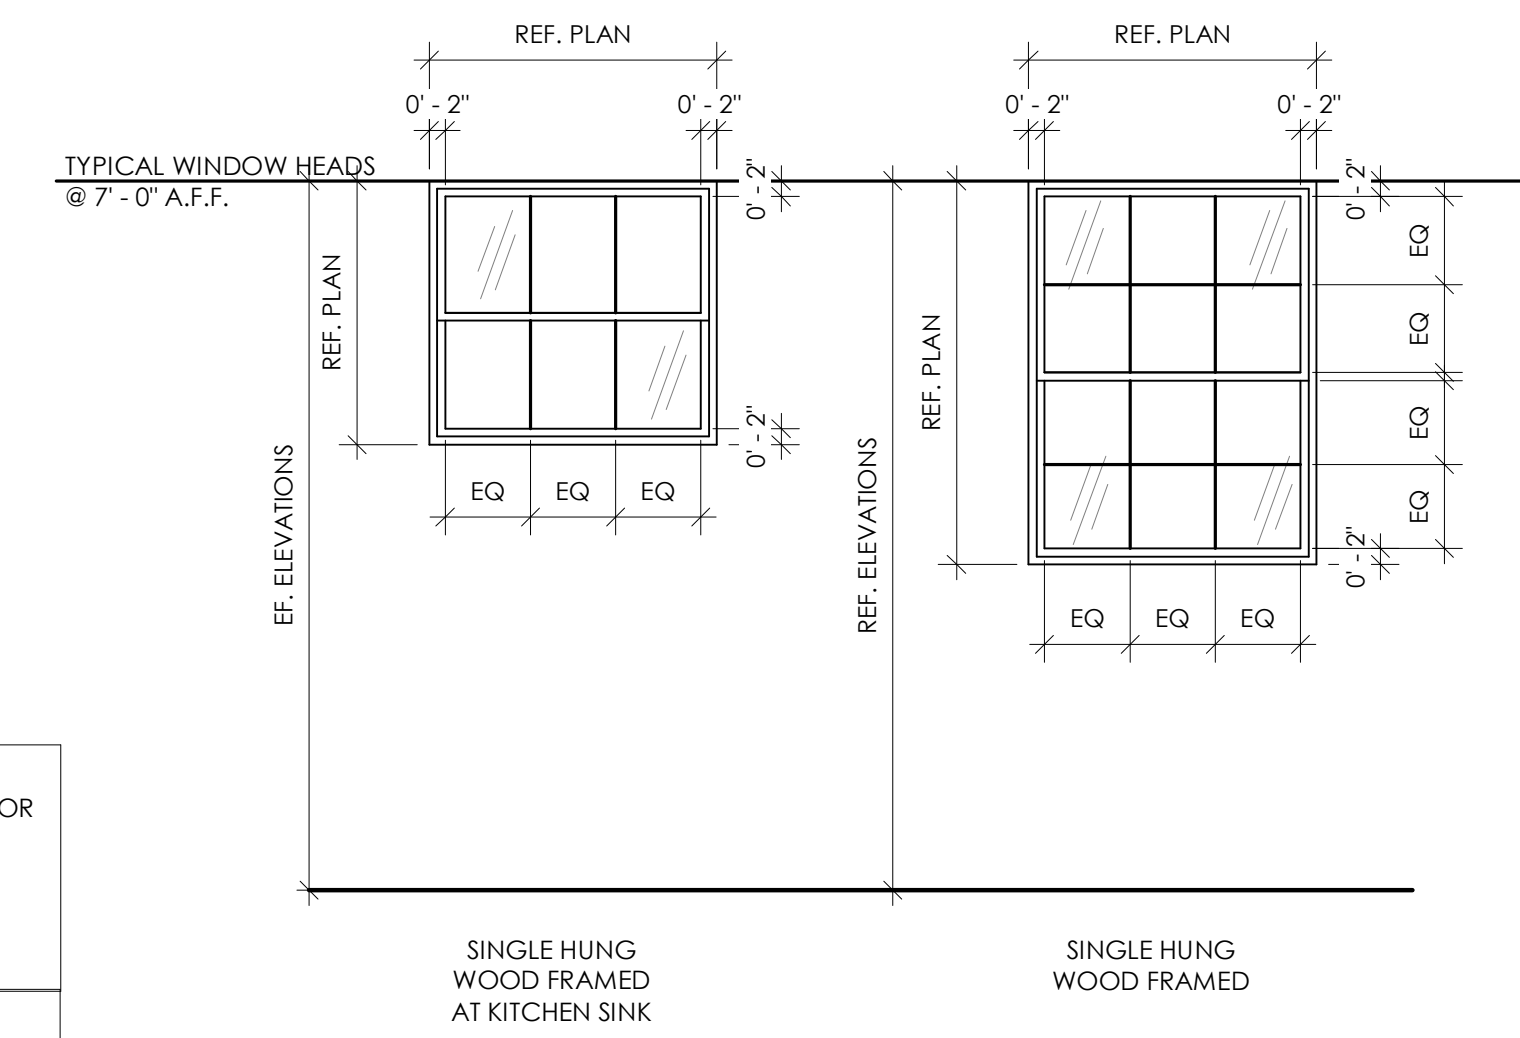 REF. PLAN
REF. PLAN
0' - 2"
0' - 2"
0' - 2"
0' - 2"
TYPICAL WINDOW HEADS
@ 7' - 0" A.F.F.
0' - 2"
0' - 2"
REF. PLAN
REF. PLAN
EQ
EQ
EQ
EQ
0' - 2"
0' - 2"
EF. ELEVATIONS
REF. ELEVATIONS
EQ
EQ
EQ
EQ
EQ
EQ
OR
SINGLE HUNG
WOOD FRAMED
AT KITCHEN SINK
SINGLE HUNG
WOOD FRAMED